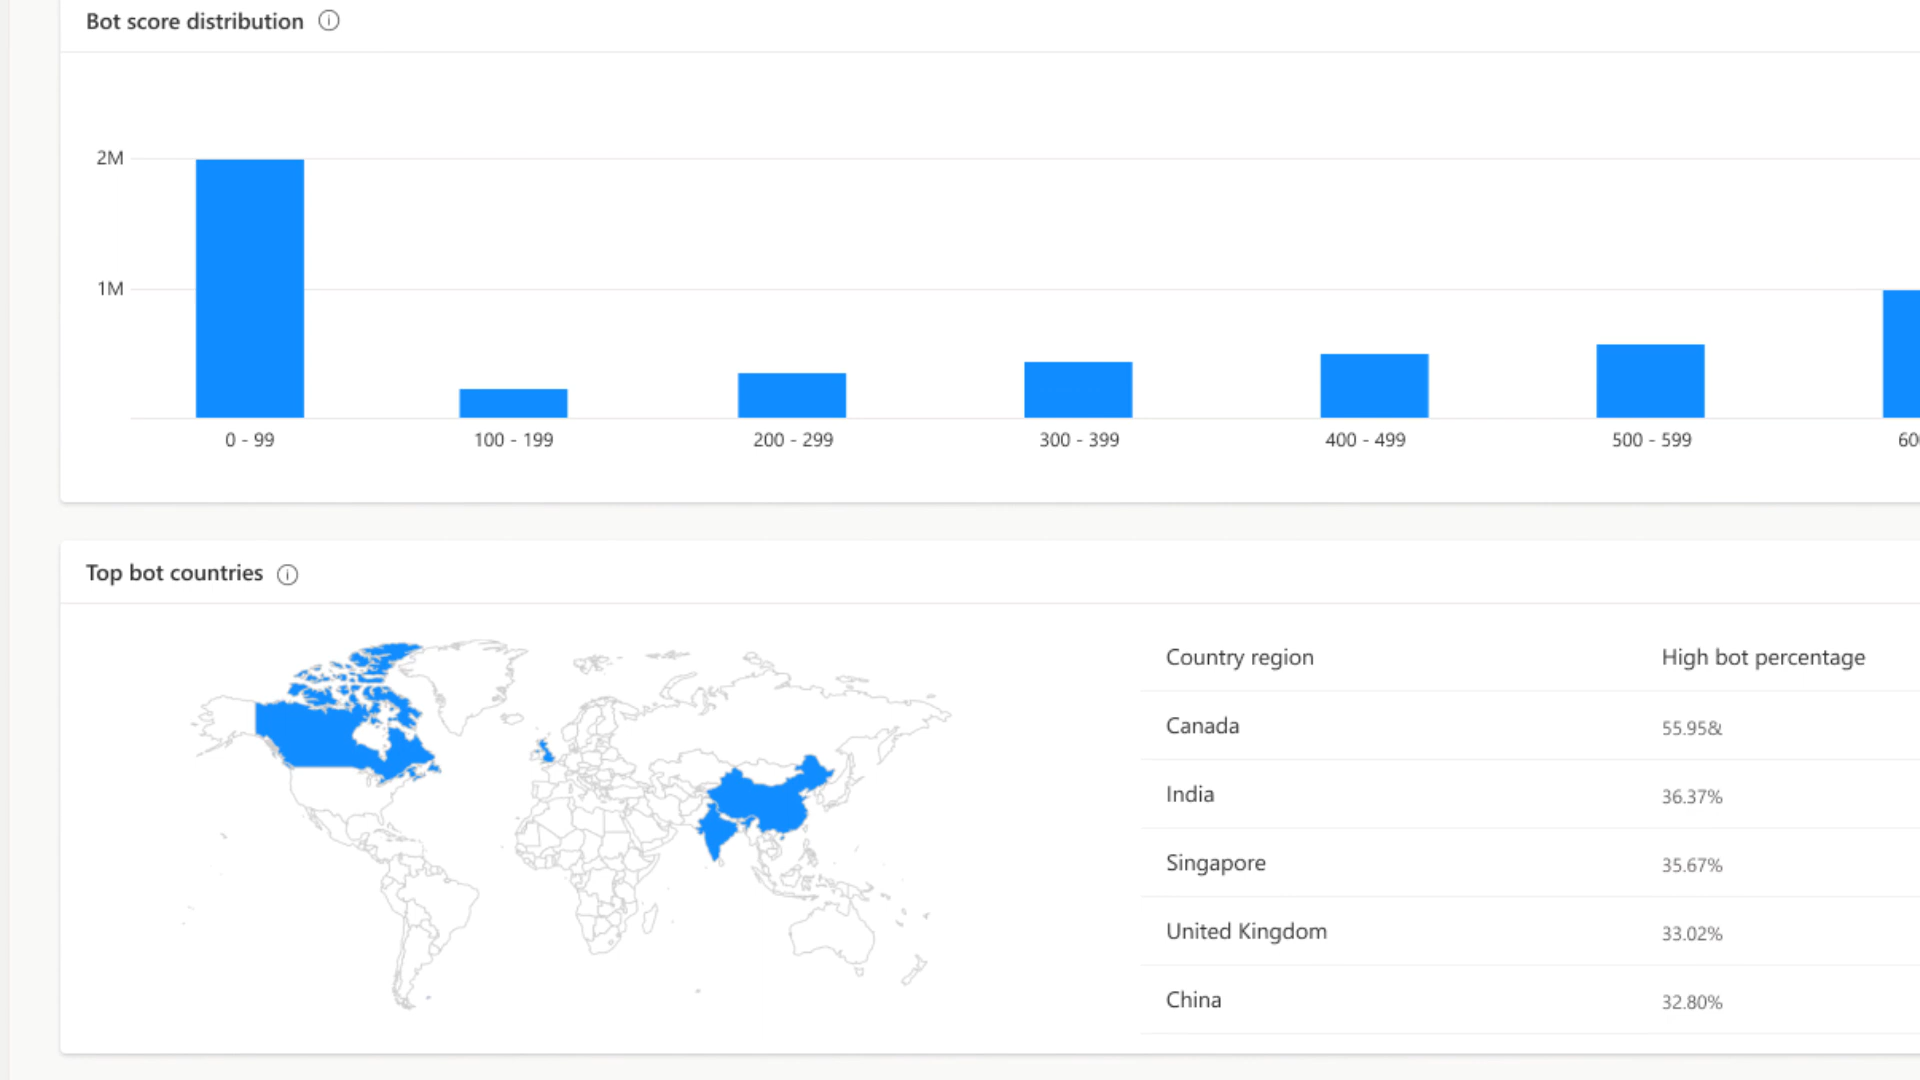 Bot score distribution
2M
1M
0 - 99 100 - 199 200 - 299 300 - 399 400 - 499 500 - 599
Top bot countries
Country region High bot percentage
Canada 55.95&
India 36.37%
Singapore 35.67%
United Kingdom 33.02%
China 32.80%